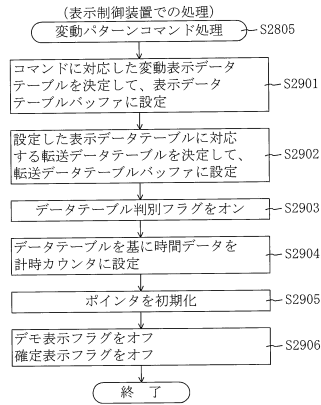 (表示制御装置での処理)
変動パターンコマンド処理
S2805
コマンドに対応した変動表示データ
テーブルを決定して、表示データ
テーブルバッファに設定
S2901
設定した表示データテーブルに対応
する転送データテーブルを決定して、
転送データテーブルバッファに設定
S2902
データテーブル判別フラグをオン
S2903
データテーブルを基に時間データを
計時カウンタに設定
S2904
ポインタを初期化
S2905
デモ表示フラグをオフ
確定表示フラグをオフ
S2906
終 了